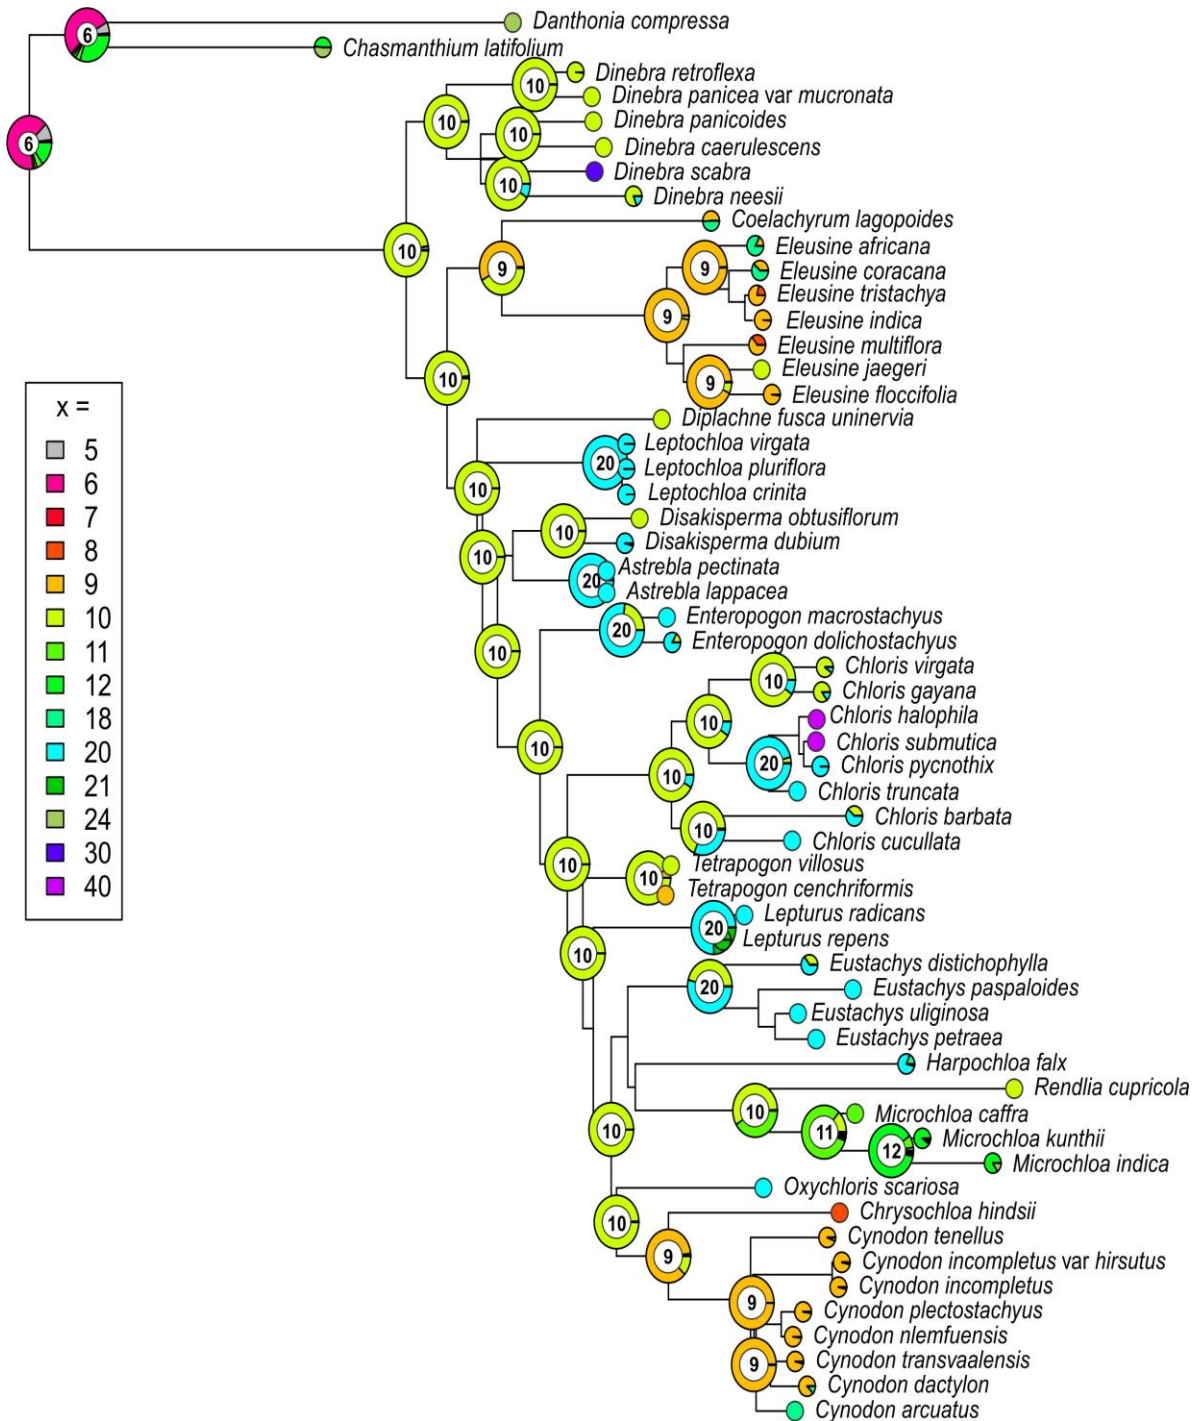 Danthonia compressa
6
Chasmanthium latifolium
Dinebra retroflexa
10
Dinebra panicea var mucronata
10
Dinebra panicoides
10
6
Dinebra caerulescens
Dinebra scabra
10
Dinebra neesii
Coelachyrum lagopoides
10
Eleusine africana
9
9
Eleusine coracana
Eleusine tristachya
9
Eleusine indica
Eleusine multiflora
Eleusine jaegeri
10
9
Eleusine floccifolia
x =
5
6
7
8
9
10
11
12
18
20
21
24
30
40
Diplachne fusca uninervia
Leptochloa virgata
20
Leptochloa pluriflora
10
Leptochloa crinita
Disakisperma obtusiflorum
10
Disakisperma dubium
10
Astrebla pectinata
20
Astrebla lappacea
Enteropogon macrostachyus
20
Enteropogon dolichostachyus
10
Chloris virgata
10
Chloris gayana
Chloris halophila
10
Chloris submutica
10
20
Chloris pycnothix
10
Chloris truncata
Chloris barbata
10
Chloris cucullata
Tetrapogon villosus
10
10
Tetrapogon cenchriformis
Lepturus radicans
20
Lepturus repens
10
Eustachys distichophylla
20
Eustachys paspaloides
Eustachys uliginosa
Eustachys petraea
Harpochloa falx
Rendlia cupricola
10
Microchloa caffra
10
11
Microchloa kunthii
12
Microchloa indica
Oxychloris scariosa
Chrysochloa hindsii
10
Cynodon tenellus
9
Cynodon incompletus var hirsutus
Cynodon incompletus
9
Cynodon plectostachyus
Cynodon nlemfuensis
Cynodon transvaalensis
9
Cynodon dactylon
Cynodon arcuatus